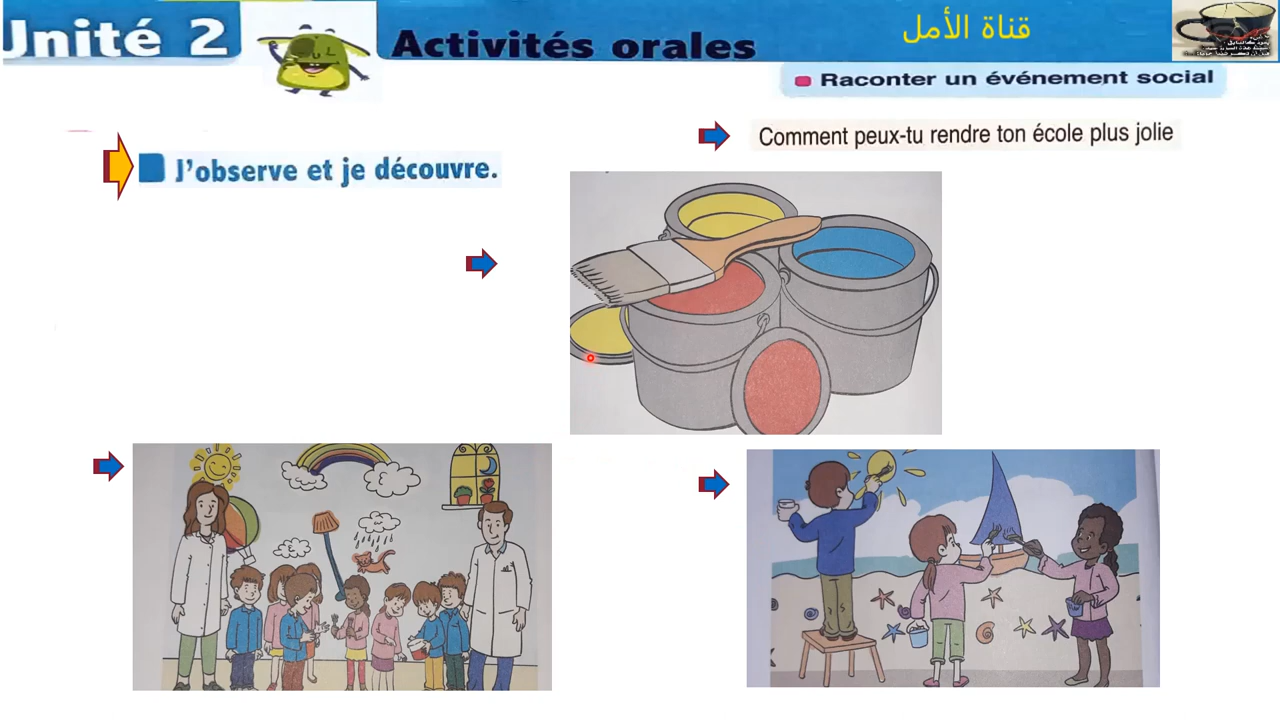 Unité 2
Activités orales
قناة الأمل
Raconter un événement social
J'observe et je découvre.
Comment peux-tu rendre ton école plus jolie